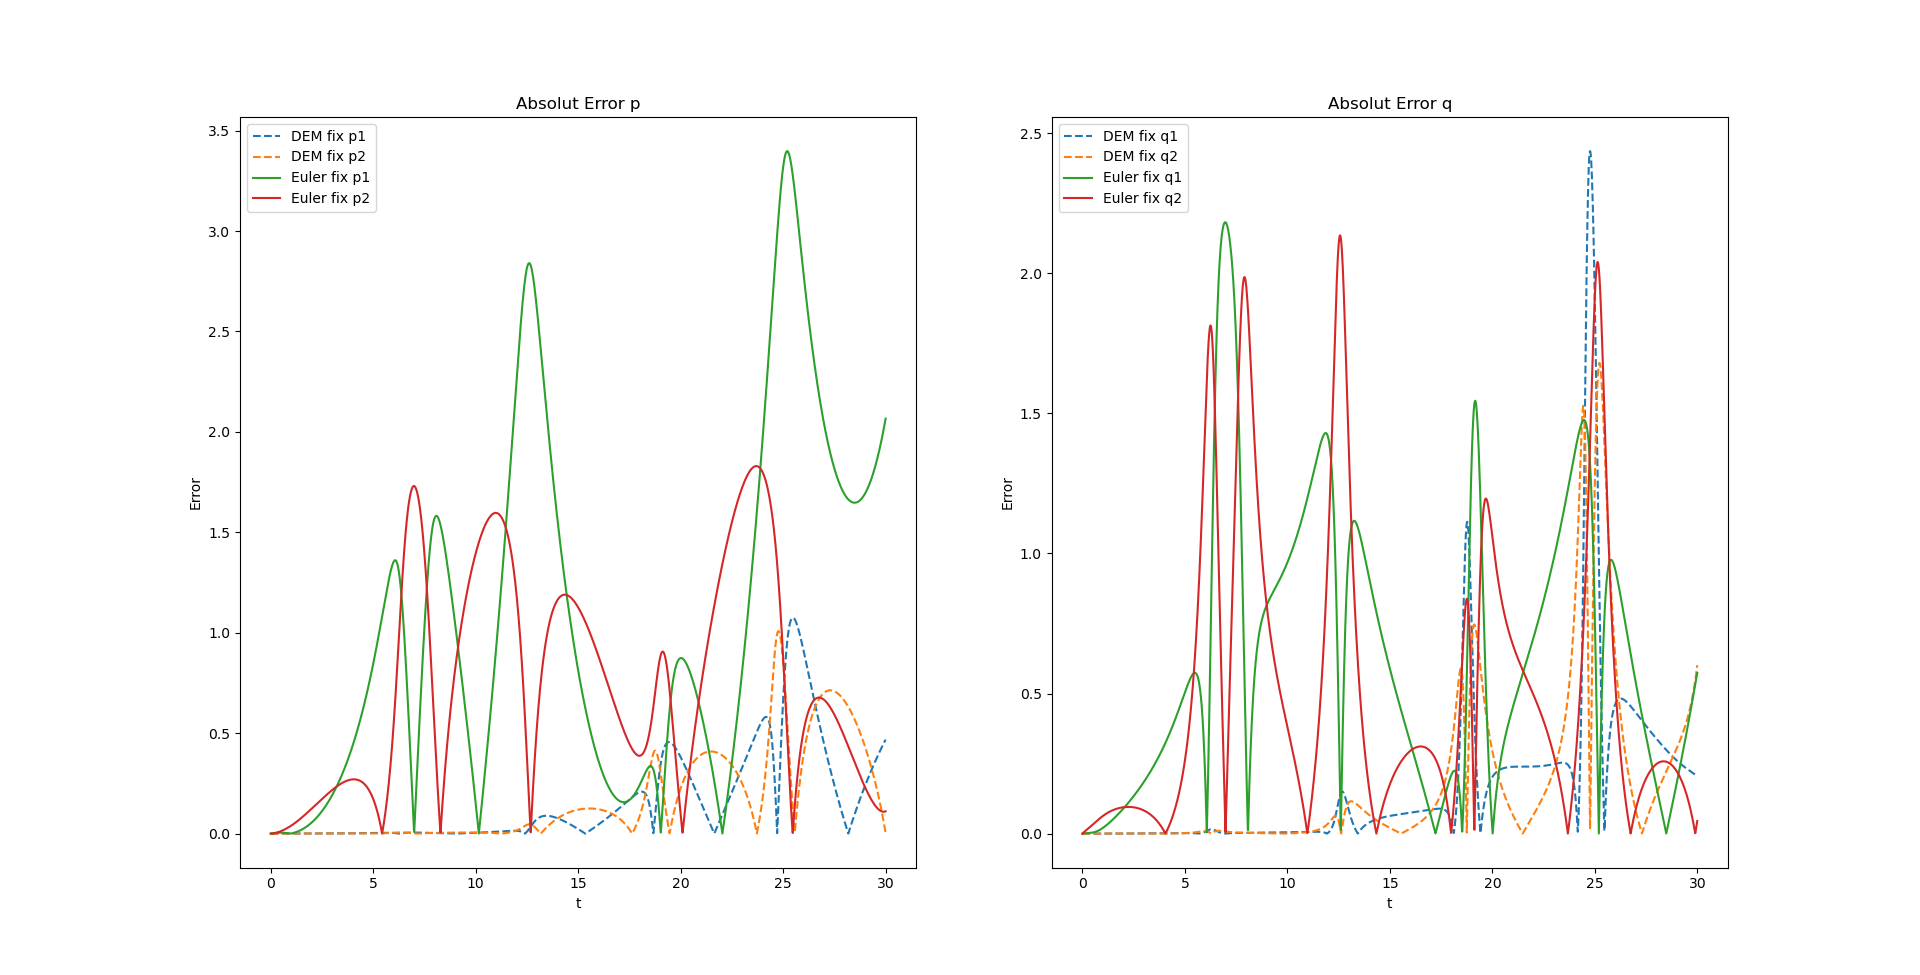 Absolut Error p
DEM fix p1
DEM fix p2
Euler fix p1
Euler fix p2
Error
3.5
3.0
2.5
2.0
1.5
1.0
0.5
0.0
0 5 10 15 20 25 30
t
Absolut Error q
DEM fix q1
DEM fix q2
Euler fix q1
Euler fix q2
Error
2.5
2.0
1.5
1.0
0.5
0.0
0 5 10 15 20 25 30
t